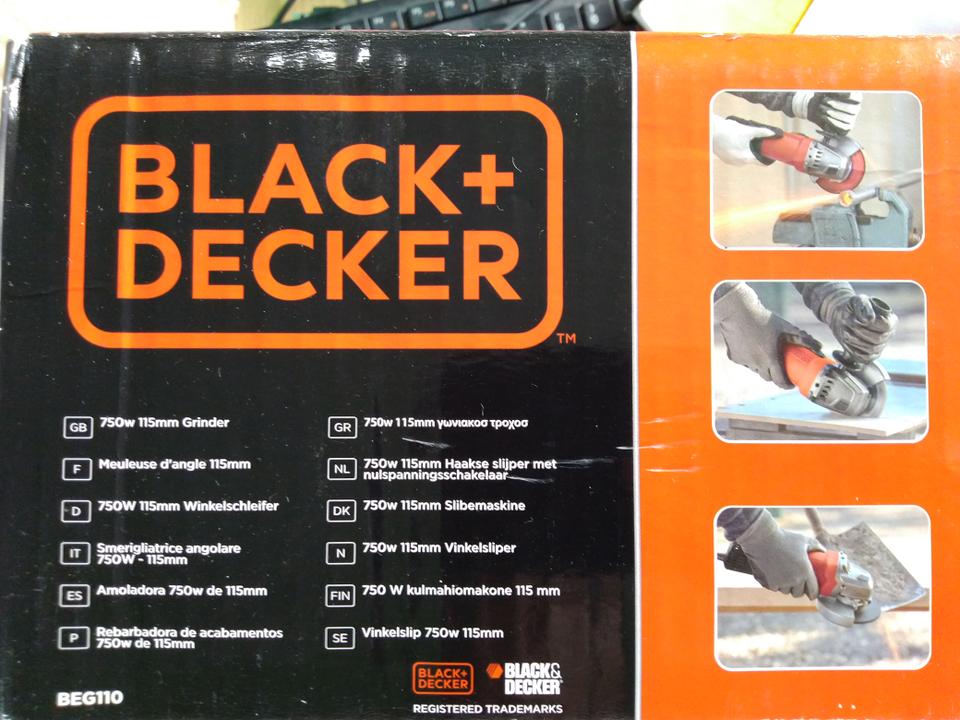 BLACK+
DECKER
TM
GB 750w 115mm Grinder
F Meuleuse d'angle 115mm
D 750W 115mm Winkelschleifer
IT Smerigliatrice angolare
750W - 115mm
ES Amoladora 750w de 115mm
P Rebarbadora de acabamentos
750w de 115mm
GR 750w 115mm γωνιακοσ τροχοσ
NL 750w 115mm Haakse slijper met
nulspanningsschakelaar
DK 750w 115mm Slibemaskine
N 750w 115mm Vinkelsliper
FIN 750 W kulmahiomakone 115 mm
SE Vinkelslip 750w 115mm
BEG110
BLACK+
DECKER
BLACK&
DECKER®
REGISTERED TRADEMARKS